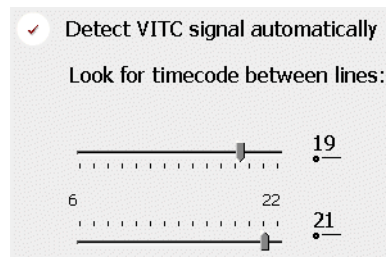 Detect VITC signal automatically
Look for timecode between lines:
19
6 22
21